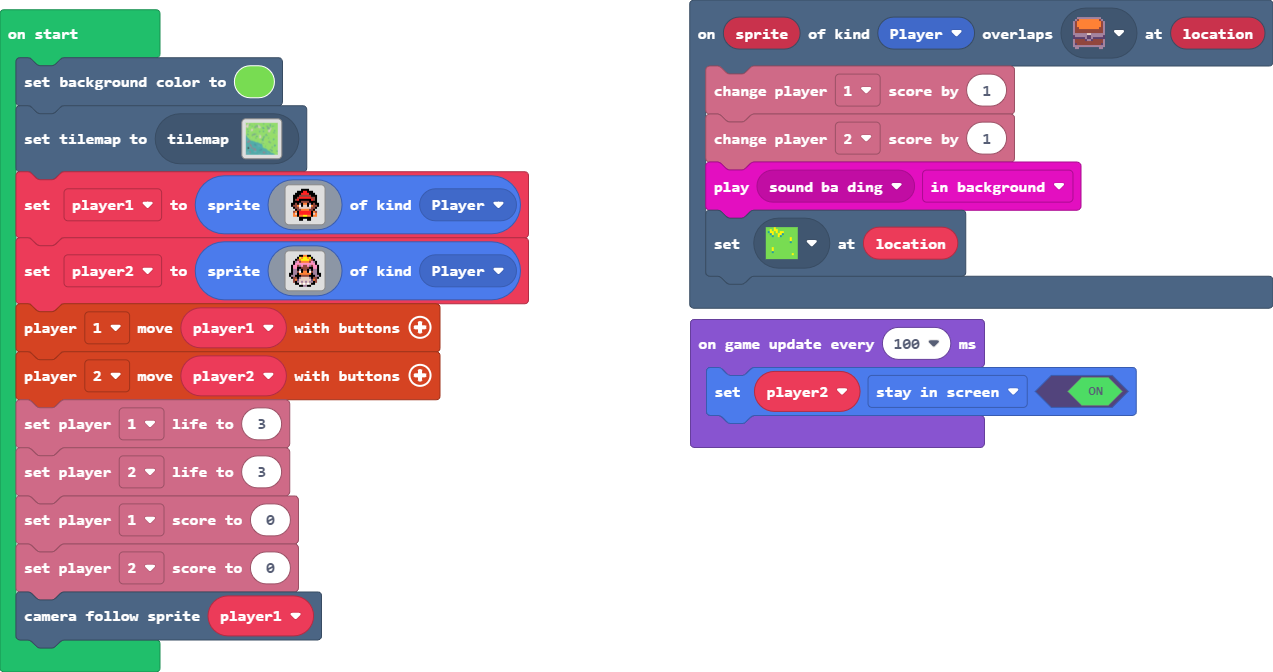 on start
set background color to
set tilemap to tilemap
set player1 to sprite of kind Player
set player2 to sprite of kind Player
player 1 move player1 with buttons
player 2 move player2 with buttons
set player 1 life to 3
set player 2 life to 3
set player 1 score to 0
set player 2 score to 0
camera follow sprite player1
on sprite of kind Player overlaps at location
change player 1 score by 1
change player 2 score by 1
play sound ba ding in background
set at location
on game update every 100 ms
set player2 stay in screen ON